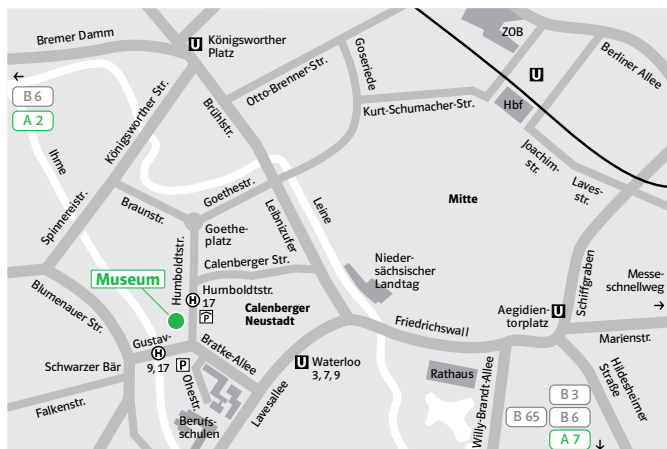 Bremer Damm
U
Königsworther
Platz
ZOB
Goseriede
U
Berliner Allee
B 6
A 2
Königsworther Str.
Otto-Brenner-Str.
Brühlstr.
Kurt-Schumacher-Str.
Hbf
Joachim-
str.
Laves-
str.
Ihme
Spinnereistr.
Braunstr.
Goethestr.
Mitte
Leine
Leibnizufer
Goethe-
platz
Calenberger Str.
Humboldtstr.
Museum
Nieder-
sächsischer
Landtag
Schiffgraben
Messe-
schnellweg
Blumenauer Str.
H
Humboldtstr.
17
P
Calenberger
Neustadt
Aegidien-
torplatz
U
Friedrichswall
Marienstr.
Gustav-
Bratke-Allee
H
9, 17
P
Schwarzer Bär
U
Waterloo
3, 7, 9
Rathaus
Willy-Brandt-Allee
Hildesheimer
Straße
Ohestr.
Lavesallee
Falkenstr.
Berufs-
schulen
B 3
B 65
B 6
A 7